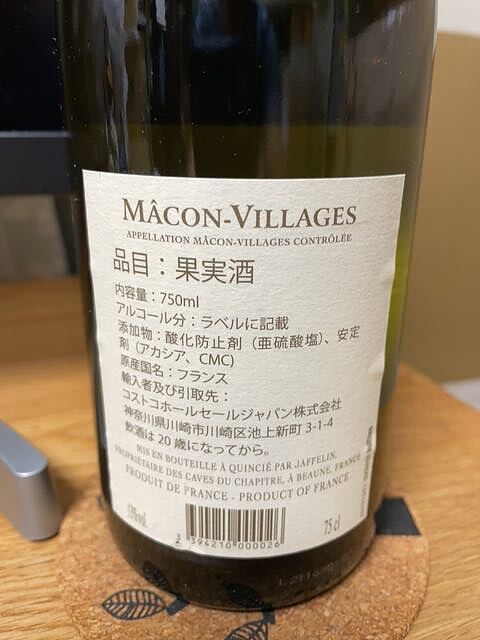 MÂCON-VILLAGES
APPELLATION MÂCON-VILLAGES CONTRÔLÉE
品目：果実酒
内容量：750ml
アルコール分：ラベルに記載
添加物：酸化防止剤（亜硫酸塩）、安定
剤（アカシア、CMC）
原産国名：フランス
輸入者及び引取先：
コストコホールセールジャパン株式会社
神奈川県川崎市川崎区池上新町 3-1-4
飲酒は 20 歳になってから。
MIS EN BOUTEILLE À QUINCIÉ PAR JAFFELIN,
PROPRIÉTAIRE DES CAVES DU CHAPITRE, À BEAUNE, FRANCE
PRODUIT DE FRANCE - PRODUCT OF FRANCE
75 cl
3 394210 000026